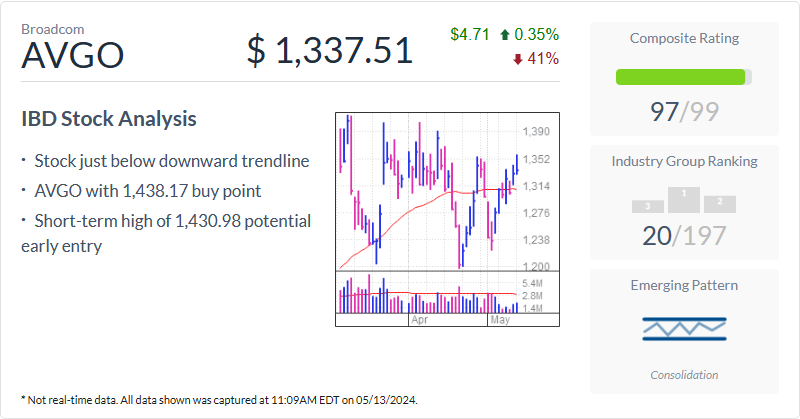 Broadcom
AVGO
$ 1,337.51
$4.71 0.35%
41%
IBD Stock Analysis
· Stock just below downward trendline
· AVGO with 1,438.17 buy point
· Short-term high of 1,430.98 potential
early entry
1,390
1,352
1,314
1,276
1,238
1,200
5.4M
2.8M
1.4M
Apr
May
Composite Rating
97/99
Industry Group Ranking
3
1
2
20/197
Emerging Pattern
Consolidation
* Not real-time data. All data shown was captured at 11:09AM EDT on 05/13/2024.